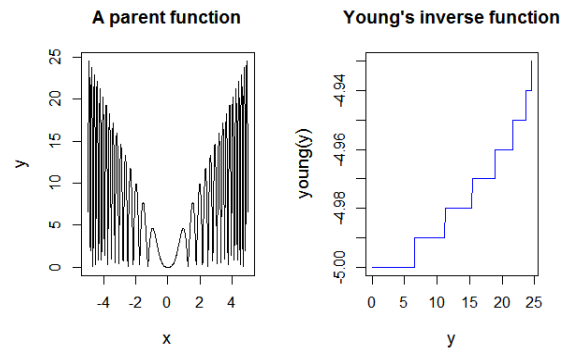 A parent function
y
25
20
15
10
5
0
-4 -2 0 2 4
x
Young's inverse function
young(y)
-4.94
-4.96
-4.98
-5.00
0 5 10 15 20 25
y